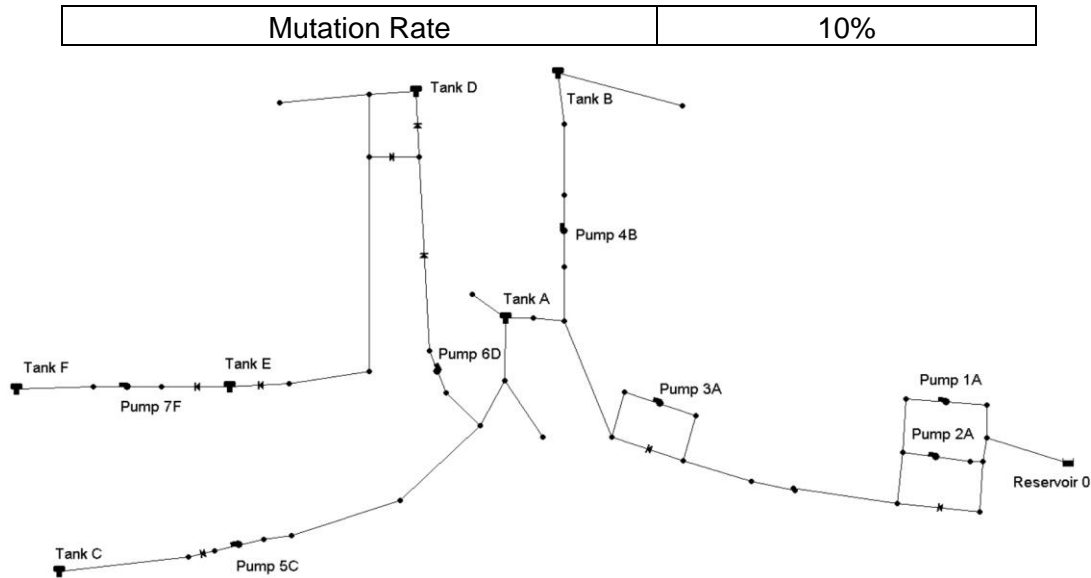 Mutation Rate 10%
Tank D
Tank B
Pump 4B
Tank A
Tank F
Tank E
Pump 6D
Pump 7F
Pump 3A
Pump 1A
Pump 2A
Reservoir 0
Tank C
Pump 5C